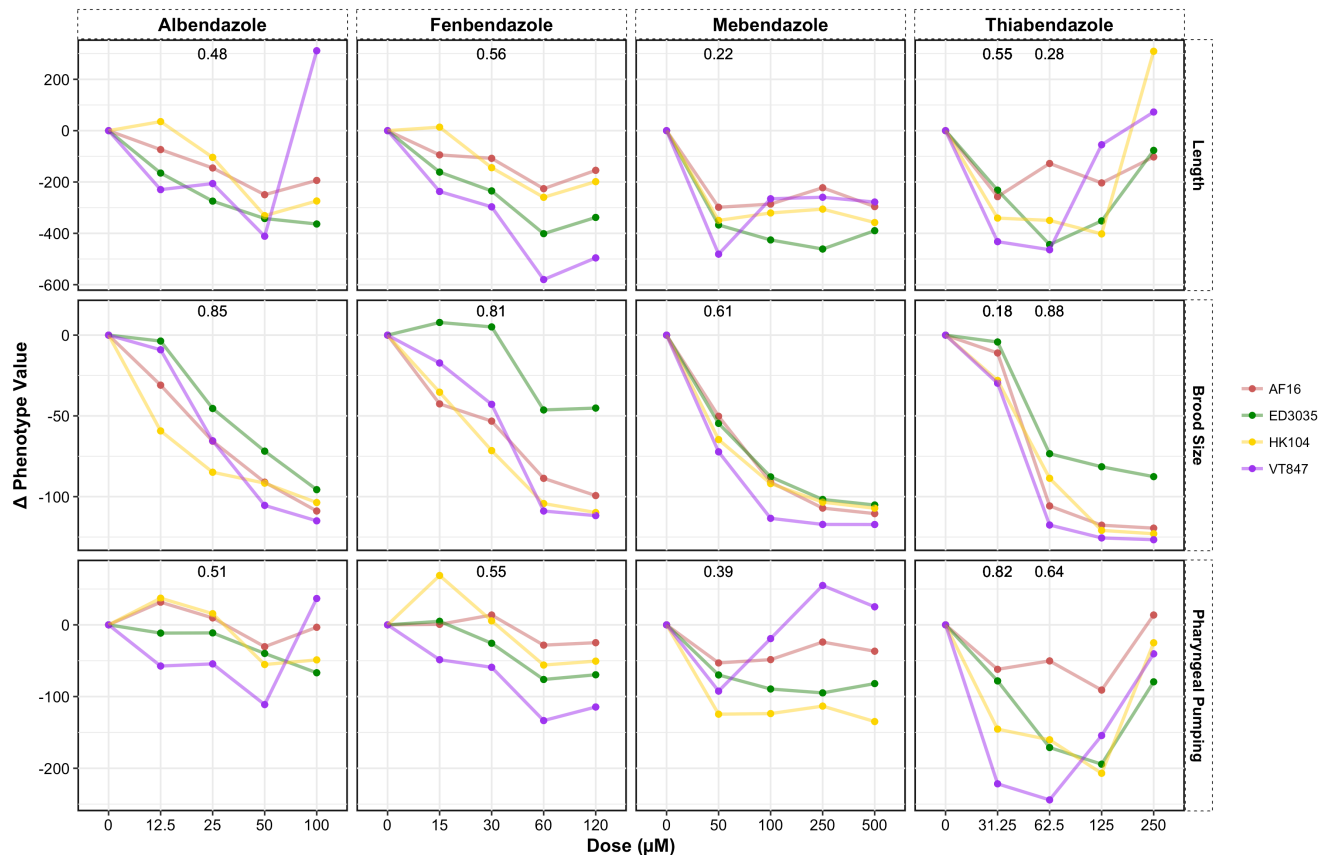 Albendazole Fenbendazole Mebendazole Thiabendazole
0.48 0.56 0.22 0.55 0.28
200
0
-200
-400
-600
Length
0.85 0.81 0.61 0.18 0.88
0
-50
-100
Brood Size
0.51 0.55 0.39 0.82 0.64
0
-100
-200
Pharyngeal Pumping
Δ Phenotype Value
0 12.5 25 50 100 0 15 30 60 120 0 50 100 250 500 0 31.25 62.5 125 250
Dose (µM)
AF16
ED3035
HK104
VT847